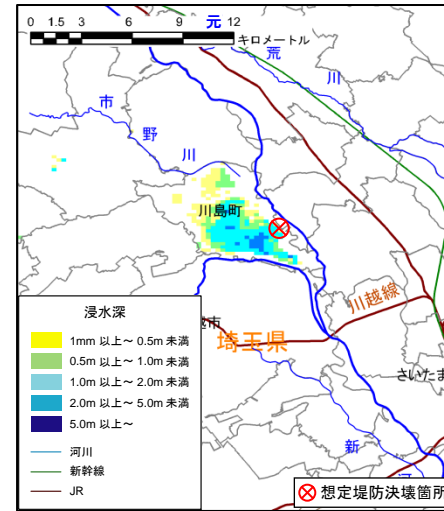 0 1.5 3 6 9 12
キロメートル
元
荒
川
市
野
川
川島町
川越線
越市
埼玉県
さいたま
新
浸水深
1mm 以上～ 0.5m 未満
0.5m 以上～ 1.0m 未満
1.0m 以上～ 2.0m 未満
2.0m 以上～ 5.0m 未満
5.0m 以上～
河川
新幹線
JR
想定堤防決壊箇所